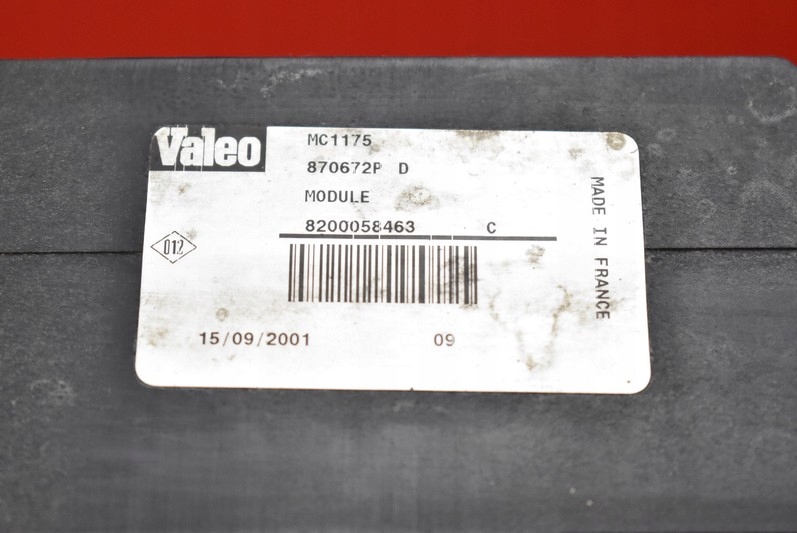 Valeo
MC1175
870672P D
MODULE
8200058463 C
012
15/09/2001 09
MADE IN FRANCE